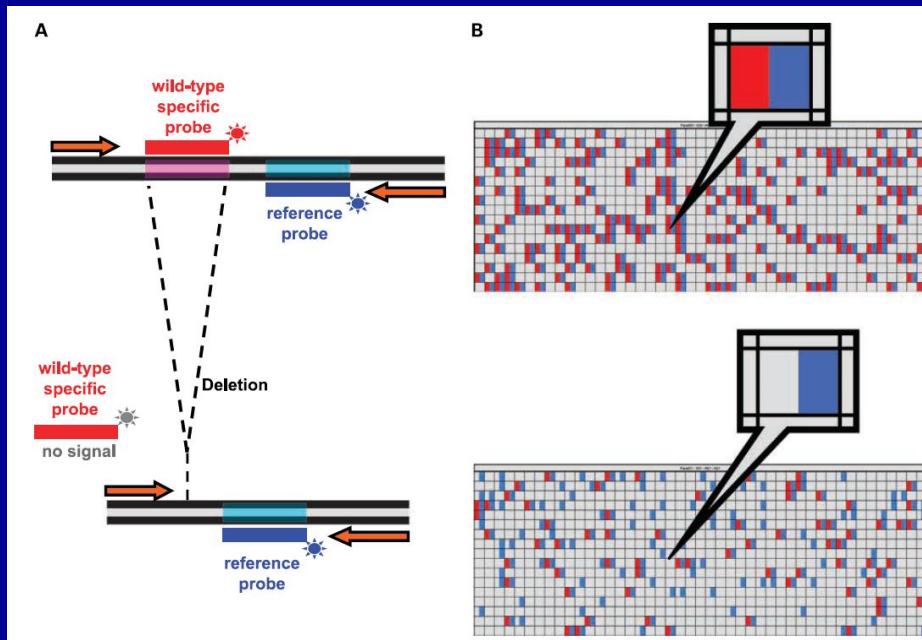 A
wild-type
specific
probe
reference
probe
Deletion
wild-type
specific
probe
no signal
reference
probe
B